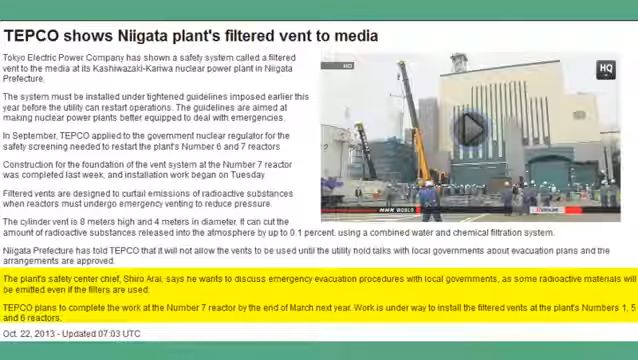 TEPCO shows Niigata plant's filtered vent to media
Tokyo Electric Power Company has shown a safety system called a filtered
vent to the media at its Kashiwazaki-Kariwa nuclear power plant in Niigata
Prefecture.
The system must be installed under tightened guidelines imposed earlier this
year before the utility can restart operations. The guidelines are aimed at
making nuclear power plants better equipped to deal with emergencies.
In September, TEPCO applied to the government nuclear regulator for the
safety screening needed to restart the plant's Number 6 and 7 reactors
Construction for the foundation of the vent system at the Number 7 reactor
was completed last week, and installation work began on Tuesday
Filtered vents are designed to curtail emissions of radioactive substances
when reactors must undergo emergency venting to reduce pressure.
The cylinder vent is 8 meters high and 4 meters in diameter. It can cut the
amount of radioactive substances released into the atmosphere by up to 0.1 percent, using a combined water and chemical filtration system.
Niigata Prefecture has told TEPCO that it will not allow the vents to be used until the utility hold talks with local governments about evacuation plans and the
arrangements are approved.
The plant's safety center chief, Shiro Arai, says he wants to discuss emergency evacuation procedures with local governments, as some radioactive materials will
be emitted even if the filters are used.
TEPCO plans to complete the work at the Number 7 reactor by the end of March next year. Work is under way to install the filtered vents at the plant's Numbers 1, 5
and 6 reactors.
Oct. 22, 2013 - Updated 07:03 UTC
HQ
HQ
NHK WORLD